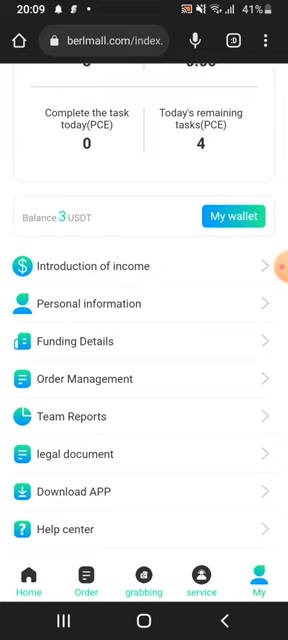 20:09
41%
berlmall.com/index.
:D
Complete the task
today(PCE)
0
Today's remaining
tasks(PCE)
4
Balance 3 USDT
My wallet
Introduction of income
Personal information
Funding Details
Order Management
Team Reports
legal document
Download APP
Help center
Home
Order
grabbing
service
My